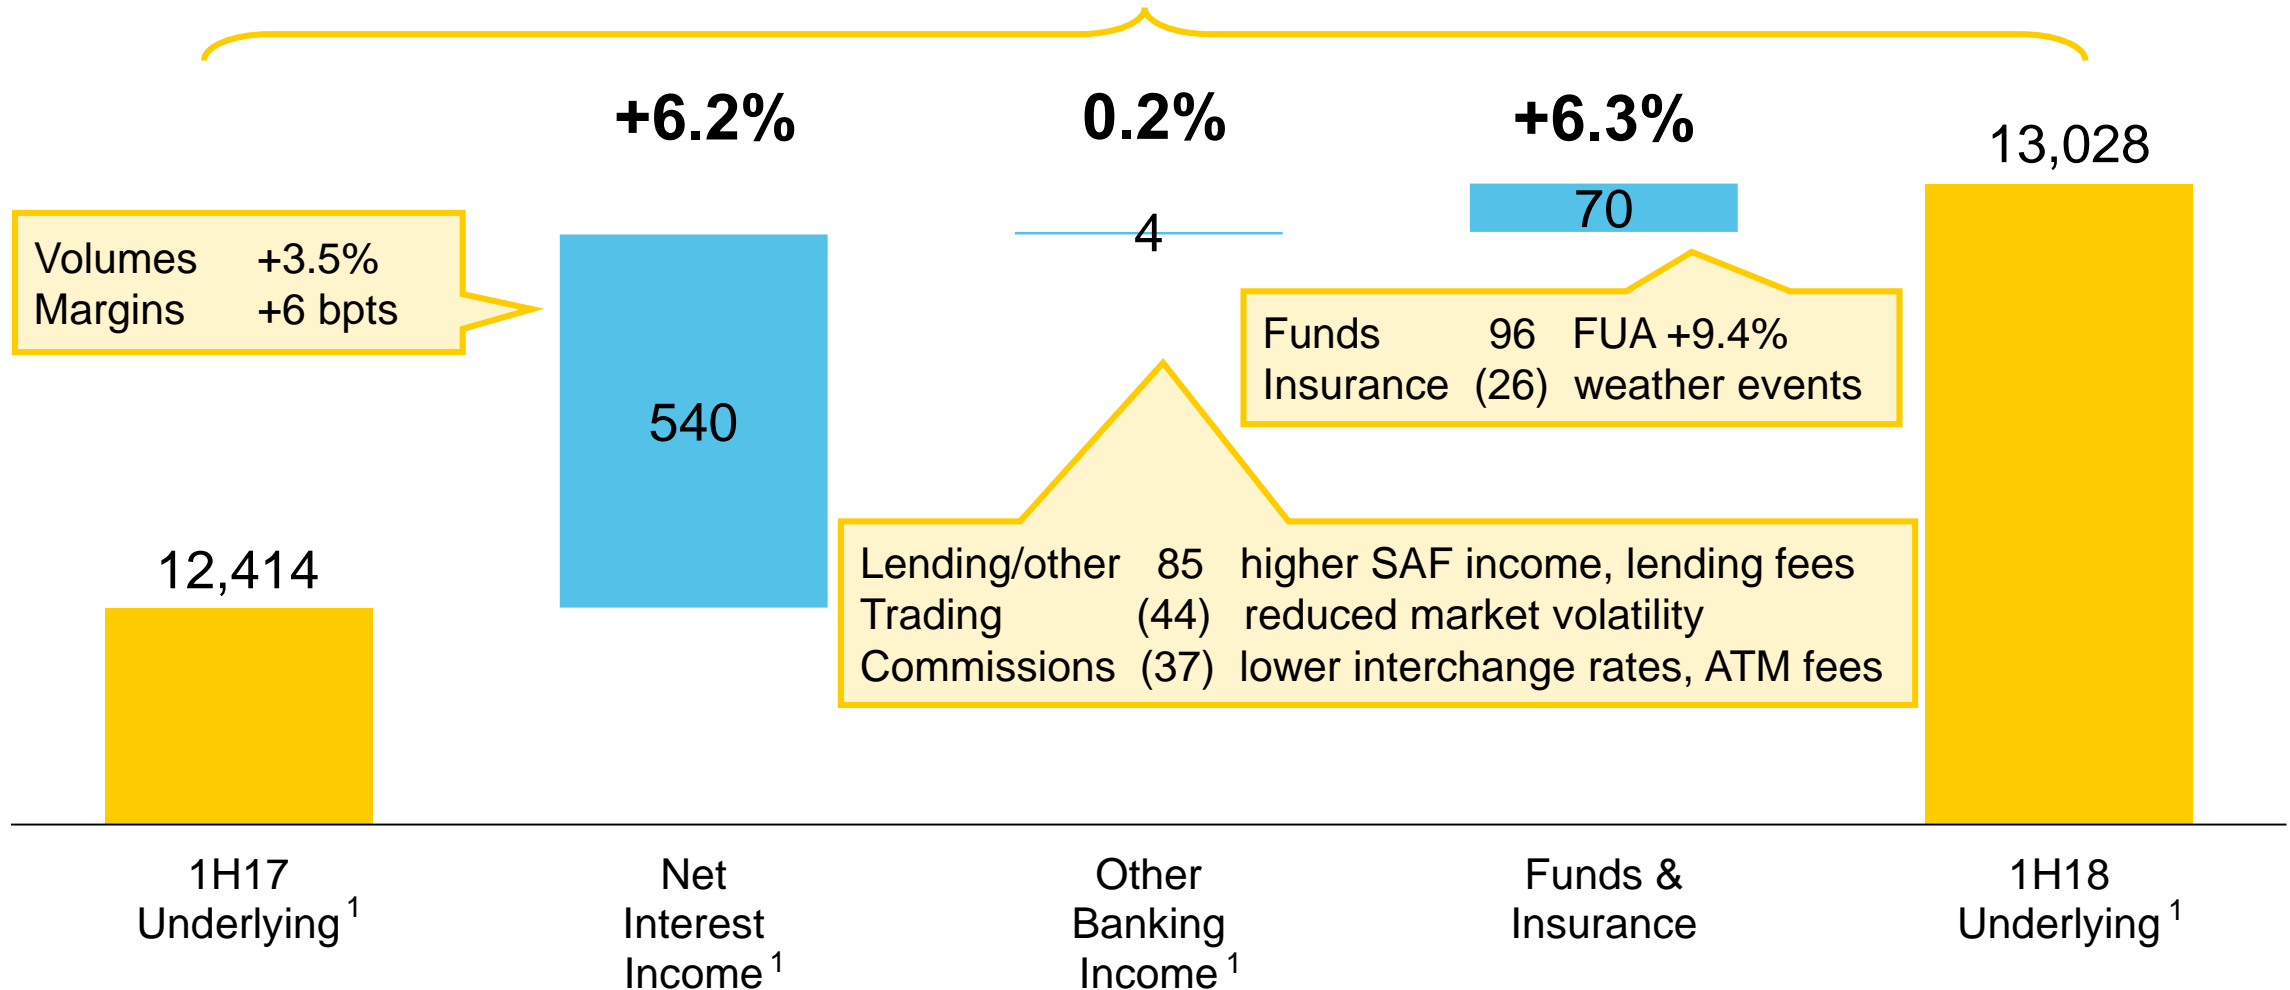 +6.2% 0.2% +6.3%
13,028
70
4
Volumes +3.5%
Margins +6 bpts
Funds 96 FUA +9.4%
Insurance (26) weather events
540
12,414
Lending/other 85 higher SAF income, lending fees
Trading (44) reduced market volatility
Commissions (37) lower interchange rates, ATM fees
1H17
Underlying 1
Net
Interest
Income 1
Other
Banking
Income 1
Funds &
Insurance
1H18
Underlying 1